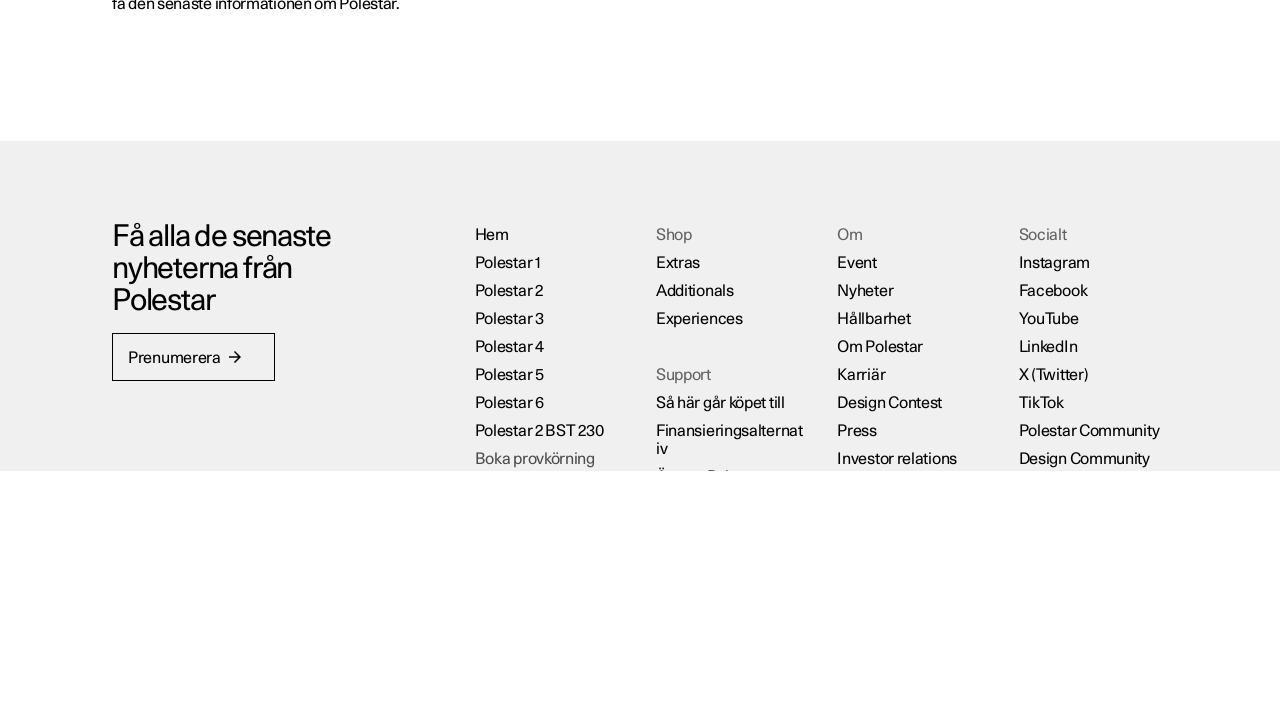 få den senaste informationen om Polestar.
Få alla de senaste
nyheterna från
Polestar
Prenumerera →
Hem
Polestar 1
Polestar 2
Polestar 3
Polestar 4
Polestar 5
Polestar 6
Polestar 2 BST 230
Boka provkörning
Shop
Extras
Additionals
Experiences
Support
Så här går köpet till
Finansieringsalternat
iv
Om
Event
Nyheter
Hållbarhet
Om Polestar
Karriär
Design Contest
Press
Investor relations
Socialt
Instagram
Facebook
YouTube
LinkedIn
X (Twitter)
TikTok
Polestar Community
Design Community